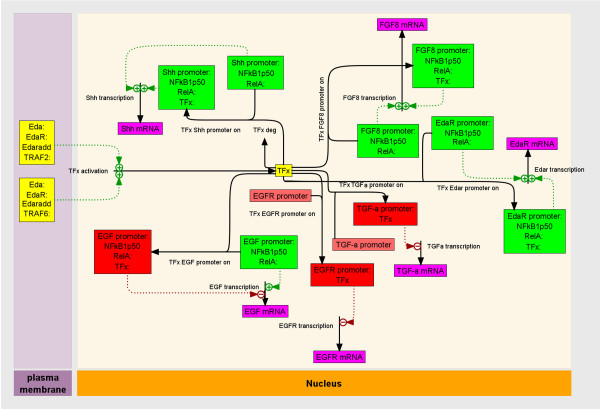 FGF8 mRNA
Shh promoter:
NFkB1p50
RelA:
FGF8 promoter:
NFkB1p50
RelA:
TFx:
Shh promoter:
NFkB1p50
RelA:
TFx:
Shh transcription
FGF8 transcription
TFx FGF8 promoter on
Shh mRNA
TFx Shh promoter on
TFx deg
FGF8 promoter:
NFkB1p50
RelA:
EdaR promoter:
NFkB1p50
RelA:
EdaR mRNA
Eda:
EdaR:
Edaradd
TRAF2:
TFx activation
TFx
Edar transcription
Eda:
EdaR:
Edaradd
TRAF6:
EGFR promoter
TFx TGFa promoter on
TFx Edar promoter on
TFx EGFR promoter on
TGF-a promoter:
TFx
EdaR promoter:
NFkB1p50
RelA:
TFx:
EGF promoter:
NFkB1p50
RelA:
TFx:
TFx EGF promoter on
EGF promoter:
NFkB1p50
RelA:
TGF-a promoter
TGFa transcription
EGFR promoter:
TFx
TGF-a mRNA
EGF transcription
EGF mRNA
EGFR transcription
EGFR mRNA
plasma
membrane
Nucleus